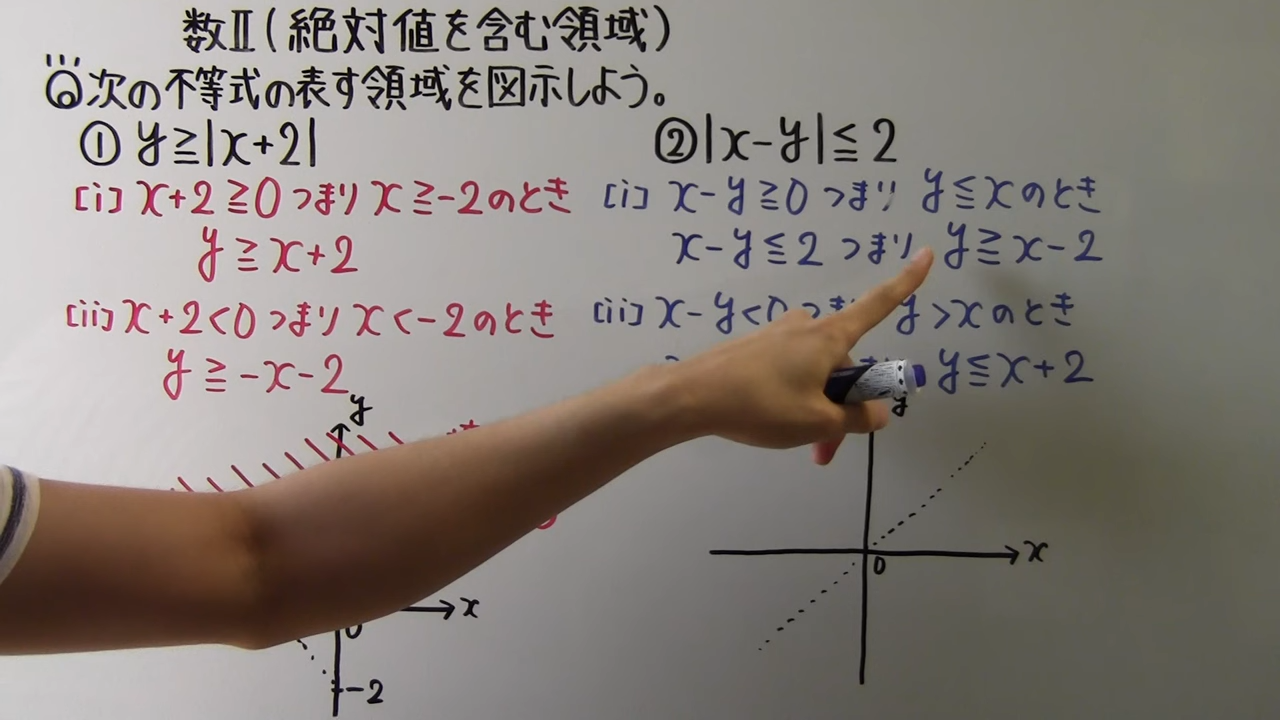 数Ⅱ(絶対値を含む領域)
Q次の不等式の表す領域を図示しよう。
① y≧|x+2|
[i] x+2≧0 つまり x≧-2のとき
y≧x+2
[ii] x+2<0つまりx<-2のとき
y≧-x-2
y
x
0
-2
② |x-y|≦2
[i] x-y≧0 つまり y≦xのとき
x-y≦2 つまり y≧x-2
[ii] x-y<0つまり y>xのとき
y≦x+2
y
x
0